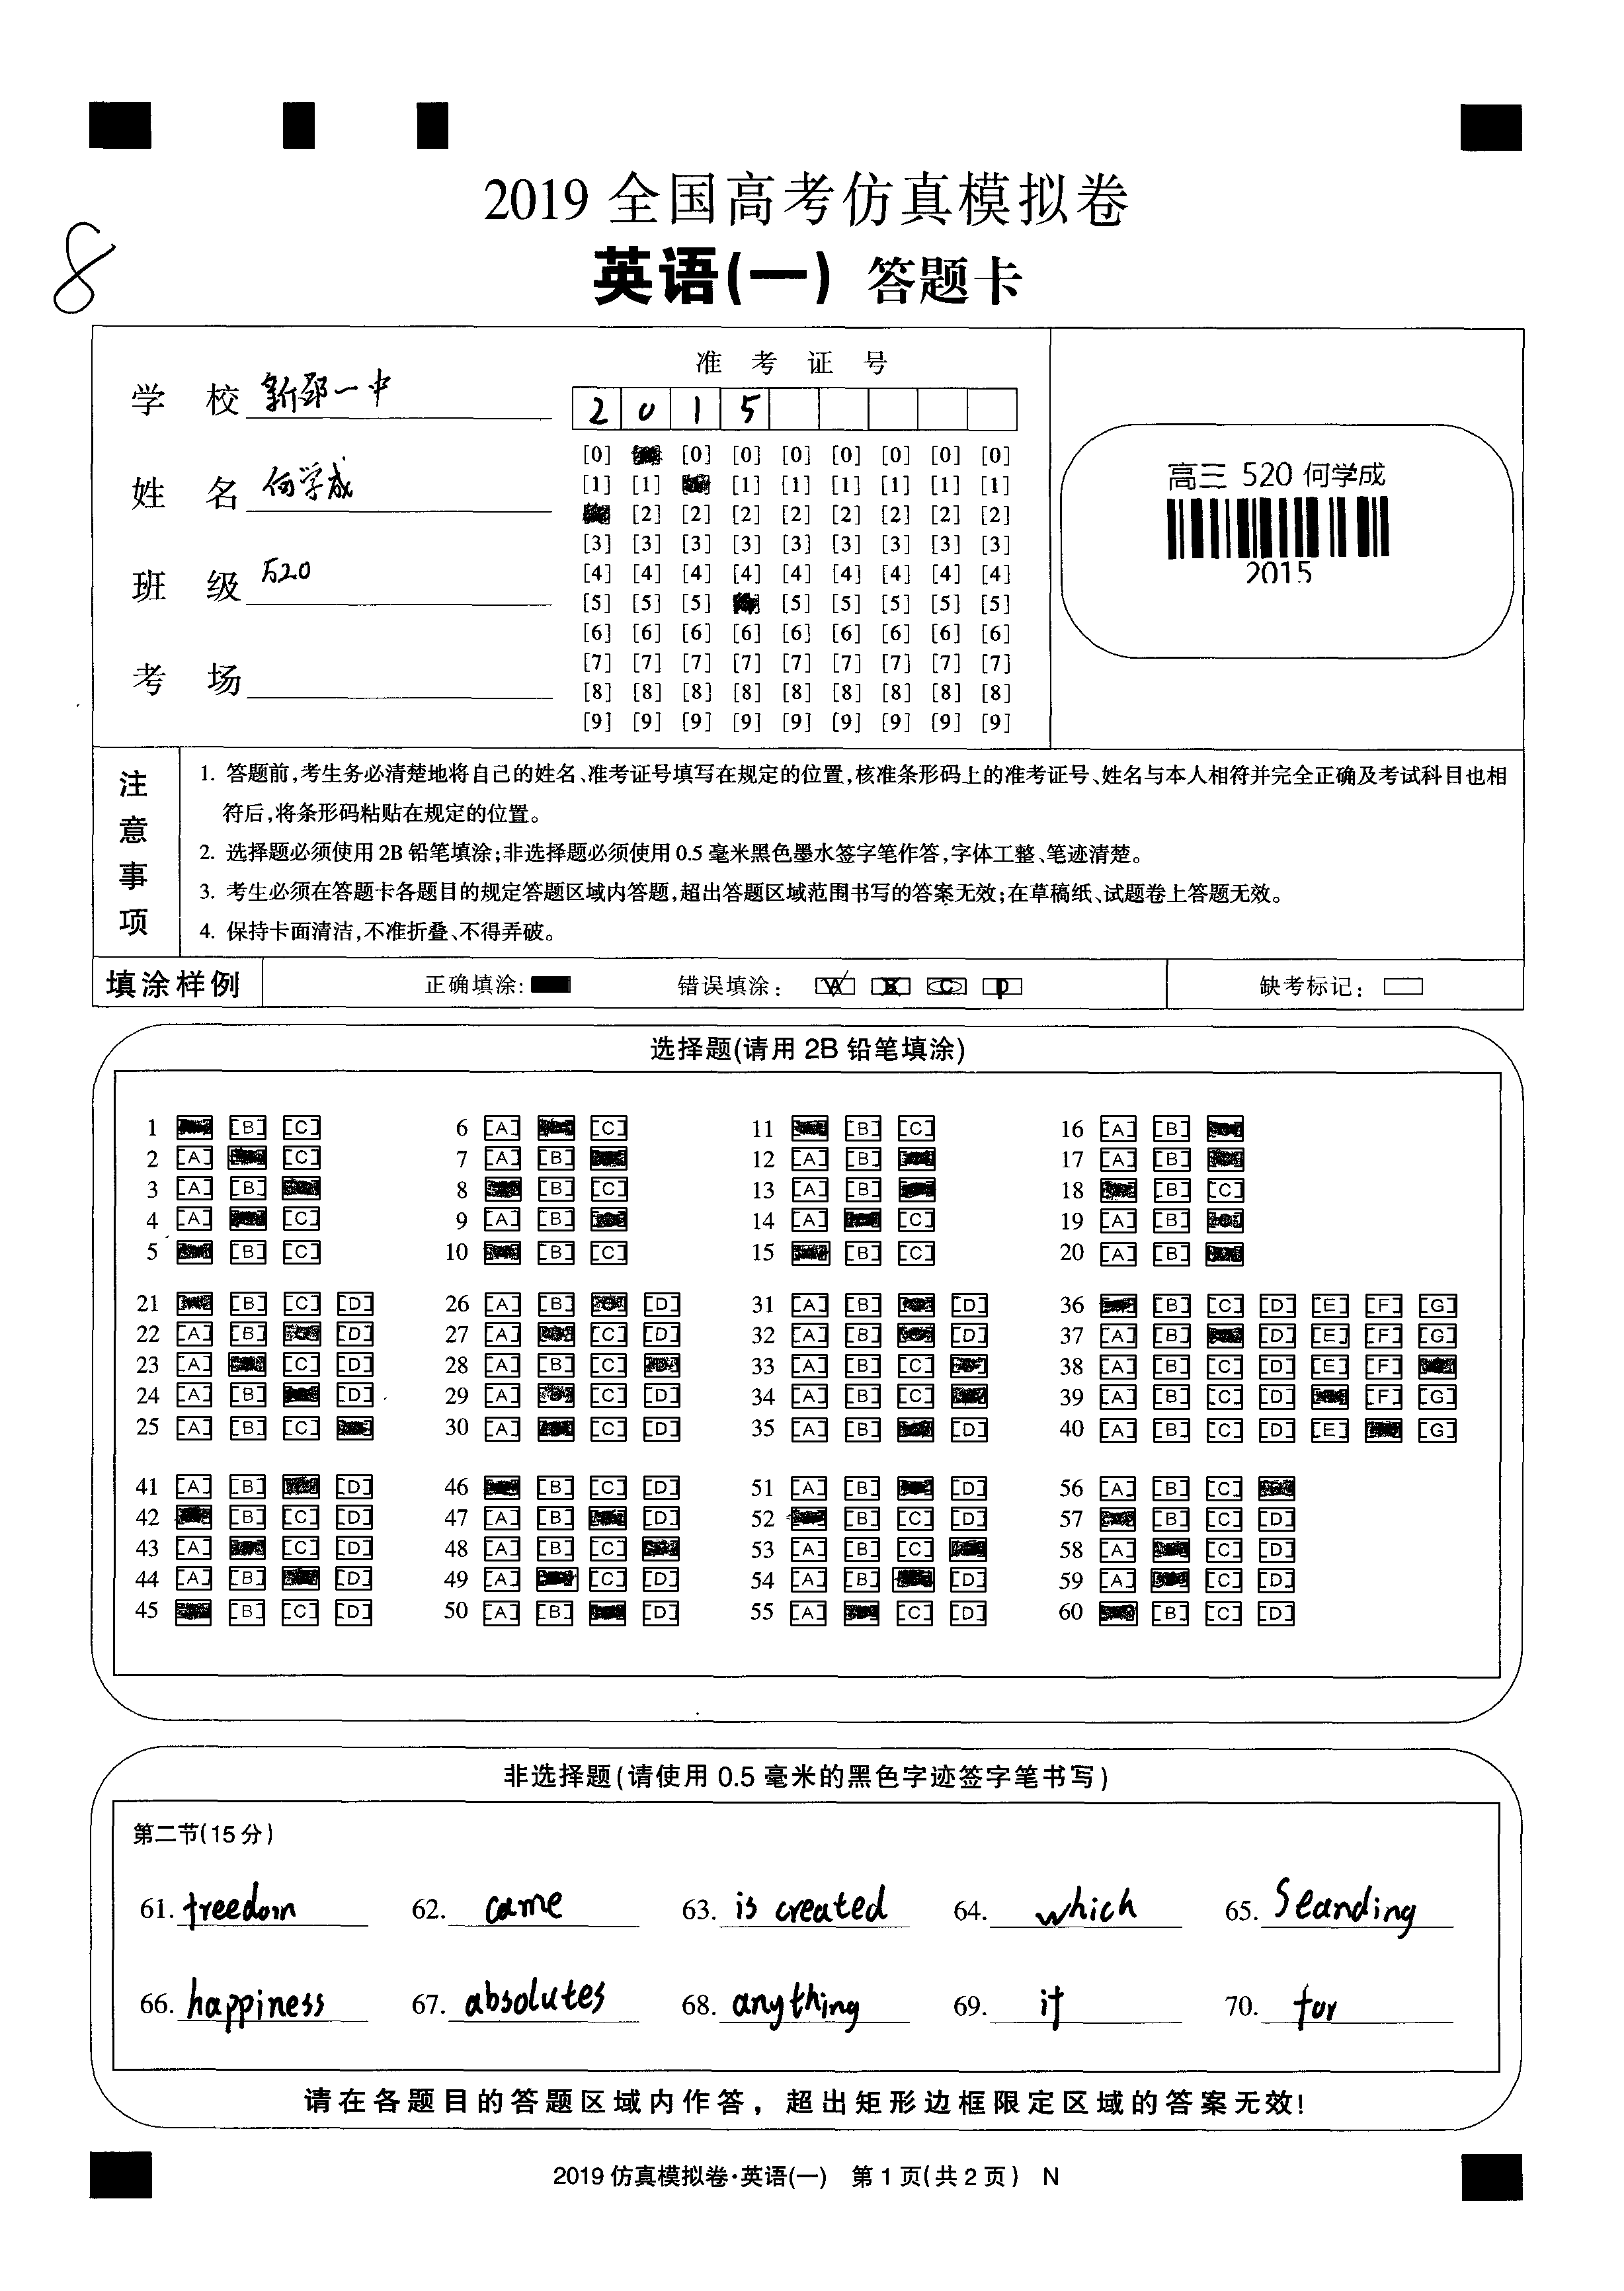 2019 全国高考仿真模拟卷
英语(一) 答题卡
8
学 校 新邵一中
姓 名 何学成
班 级 520
考 场
准 考 证 号
2 0 1 5
[0] [0] [0] [0] [0] [0] [0] [0]
[1] [1] [1] [1] [1] [1] [1] [1]
[2] [2] [2] [2] [2] [2] [2] [2]
[3] [3] [3] [3] [3] [3] [3] [3] [3]
[4] [4] [4] [4] [4] [4] [4] [4] [4]
[5] [5] [5] [5] [5] [5] [5] [5]
[6] [6] [6] [6] [6] [6] [6] [6] [6]
[7] [7] [7] [7] [7] [7] [7] [7] [7]
[8] [8] [8] [8] [8] [8] [8] [8] [8]
[9] [9] [9] [9] [9] [9] [9] [9] [9]
高三 520 何学成
2015
注意事项
1. 答题前,考生务必清楚地将自己的姓名、准考证号填写在规定的位置,核准条形码上的准考证号、姓名与本人相符并完全正确及考试科目也相
符后,将条形码粘贴在规定的位置。
2. 选择题必须使用2B铅笔填涂;非选择题必须使用0.5毫米黑色墨水签字笔作答,字体工整、笔迹清楚。
3. 考生必须在答题卡各题目的规定答题区域内答题,超出答题区域范围书写的答案无效;在草稿纸、试题卷上答题无效。
4. 保持卡面清洁,不准折叠、不得弄破。
填涂样例 正确填涂: 错误填涂: A B C D 缺考标记:
选择题(请用 2B 铅笔填涂)
1 [B] [C] 6 [A] [C] 11 [B] [C] 16 [A] [B]
2 [A] [C] 7 [A] [B] 12 [A] [B] 17 [A] [B]
3 [A] [B] 8 [B] [C] 13 [A] [B] 18 [B] [C]
4 [A] [C] 9 [A] [B] 14 [A] [C] 19 [A] [B]
5 [B] [C] 10 [B] [C] 15 [B] [C] 20 [A] [B]
21 [B] [C] [D] 26 [A] [B] [D] 31 [A] [B] [D] 36 [B] [C] [D] [E] [F] [G]
22 [A] [B] [D] 27 [A] [C] [D] 32 [A] [B] [D] 37 [A] [B] [D] [E] [F] [G]
23 [A] [C] [D] 28 [A] [B] [C] 33 [A] [B] [C] 38 [A] [B] [C] [D] [E] [F]
24 [A] [B] [D] 29 [A] [C] [D] 34 [A] [B] [C] 39 [A] [B] [C] [D] [F] [G]
25 [A] [B] [C] 30 [A] [C] [D] 35 [A] [B] [D] 40 [A] [B] [C] [D] [E] [G]
41 [A] [B] [D] 46 [B] [C] [D] 51 [A] [B] [D] 56 [A] [B] [C]
42 [B] [C] [D] 47 [A] [B] [D] 52 [B] [C] [D] 57 [B] [C] [D]
43 [A] [C] [D] 48 [A] [B] [C] 53 [A] [B] [C] 58 [A] [C] [D]
44 [A] [B] [D] 49 [A] [C] [D] 54 [A] [B] [D] 59 [A] [C] [D]
45 [B] [C] [D] 50 [A] [B] [D] 55 [A] [C] [D] 60 [B] [C] [D]
非选择题(请使用 0.5 毫米的黑色字迹签字笔书写)
第二节(15分)
61. freedom 62. came 63. is created 64. which 65. Standing
66. happiness 67. absolutes 68. anything 69. it 70. for
请在各题目的答题区域内作答，超出矩形边框限定区域的答案无效!
2019 仿真模拟卷·英语(一) 第 1 页(共 2 页) N